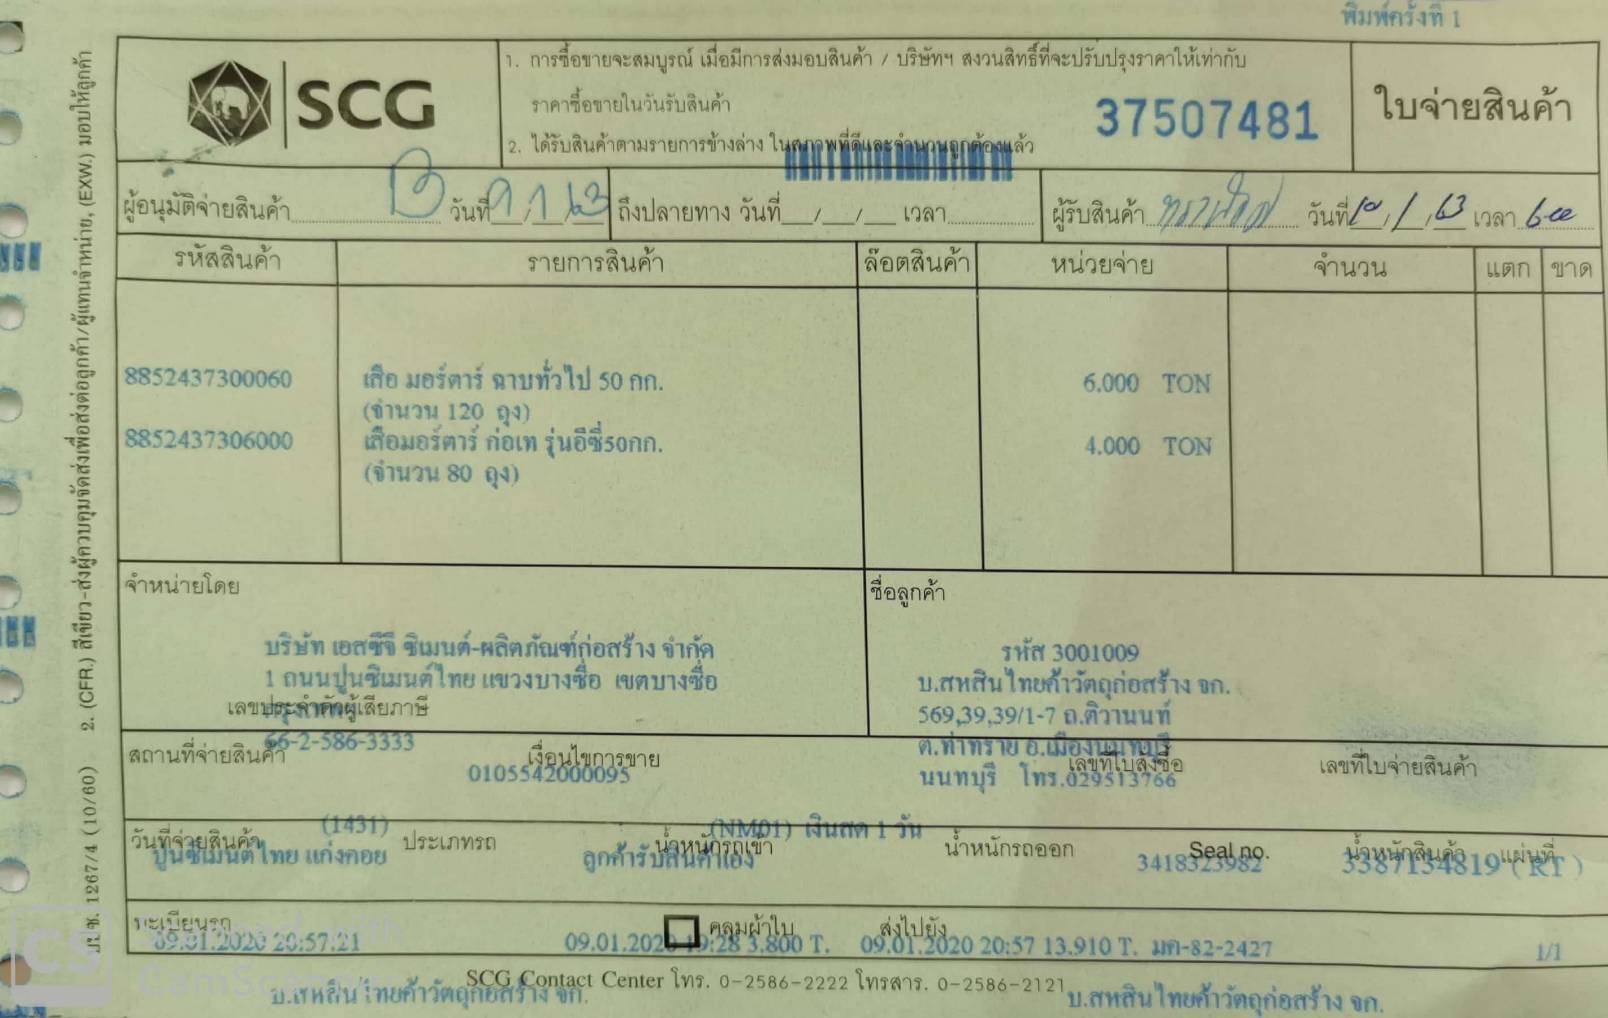 พิมพ์ครั้งที่ 1
SCG
1. การซื้อขายจะสมบูรณ์ เมื่อมีการส่งมอบสินค้า / บริษัทฯ สงวนสิทธิ์ที่จะปรับปรุงราคาให้เท่ากับ
ราคาซื้อขายในวันรับสินค้า
2. ได้รับสินค้าตามรายการข้างล่าง ในสภาพที่ดีและจำนวนถูกต้องแล้ว
37507481
ใบจ่ายสินค้า
ผู้อนุมัติจ่ายสินค้า วันที่ 9/1/63 ถึงปลายทาง วันที่ / / เวลา ผู้รับสินค้า วันที่ 10/1/63 เวลา
รหัสสินค้า รายการสินค้า ล๊อตสินค้า หน่วยจ่าย จำนวน แตก ขาด
8852437300060 เสือ มอร์ตาร์ ฉาบทั่วไป 50 กก. 6.000 TON
(จำนวน 120 ถุง)
8852437306000 เสือมอร์ตาร์ ก่อเท รุ่นอีซี่50กก. 4.000 TON
(จำนวน 80 ถุง)
จำหน่ายโดย
บริษัท เอสซีจี ซิเมนต์-ผลิตภัณฑ์ก่อสร้าง จำกัด
1 ถนนปูนซิเมนต์ไทย แขวงบางซื่อ เขตบางซื่อ
เลขประจำตัวผู้เสียภาษี
66-2-586-3333
0105542000095
ชื่อลูกค้า
รหัส 3001009
บ.สหสินไทยค้าวัตถุก่อสร้าง จก.
569,39,39/1-7 ถ.ติวานนท์
ต.ท่าทราย อ.เมืองนนทบุรี
นนทบุรี โทร.029513766
สถานที่จ่ายสินค้า เงื่อนไขการขาย เลขที่ใบสั่งซื้อ เลขที่ใบจ่ายสินค้า
(1431) (NM01) เงินสด 1 วัน
ปูนซิเมนต์ไทย แก่งคอย ลูกค้ารับสินค้าเอง 3418323982 3387134819 ( RT )
วันที่จ่ายสินค้า ประเภทรถ น้ำหนักรถเข้า น้ำหนักรถออก Seal no. น้ำหนักสินค้า แผ่นที่
09.01.2020 20:57:21 09.01.2020 19:28 3.800 T. 09.01.2020 20:57 13.910 T. มค-82-2427 1/1
ทะเบียนรถ คลุมผ้าใบ ส่งไปยัง
บ.สหสินไทยค้าวัตถุก่อสร้าง จก. บ.สหสินไทยค้าวัตถุก่อสร้าง จก.
SCG Contact Center โทร. 0-2586-2222 โทรสาร. 0-2586-2121
บ.ช. 1267/4 (10/60) 2. (CFR.) สีเขียว-ส่งผู้ควบคุมจัดส่งเพื่อส่งต่อลูกค้า/ผู้แทนจำหน่าย, (EXW.) มอบให้ลูกค้า
CS Scanned with
CamScanner